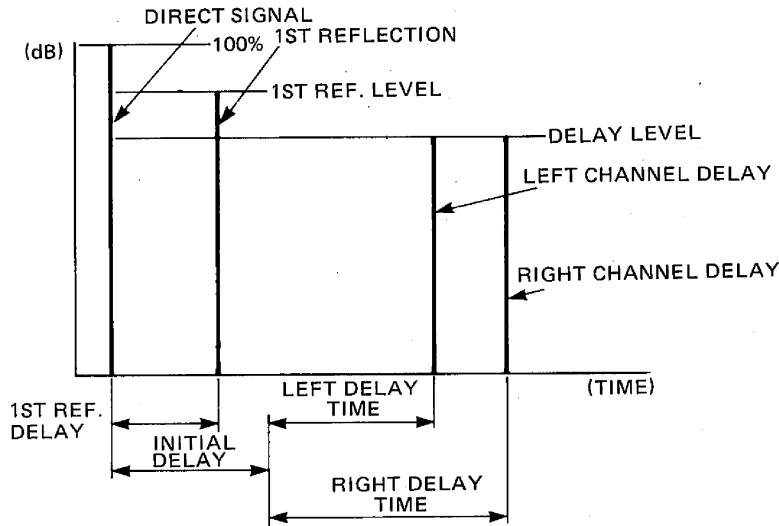 DIRECT SIGNAL
(dB)
100%
1ST REFLECTION
1ST REF. LEVEL
DELAY LEVEL
LEFT CHANNEL DELAY
RIGHT CHANNEL DELAY
(TIME)
LEFT DELAY
TIME
1ST REF.
DELAY
INITIAL
DELAY
RIGHT DELAY
TIME